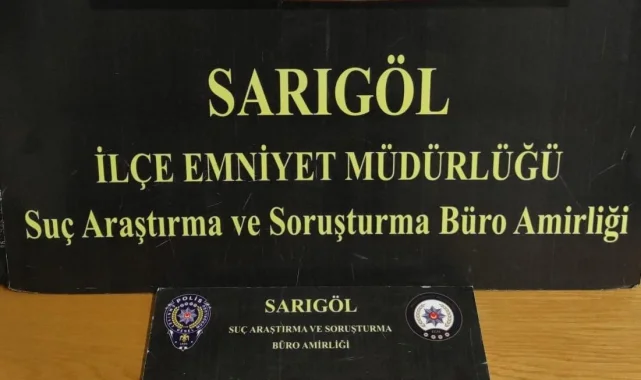 SARIGÖL
İLÇE EMNİYET MÜDÜRLÜĞÜ
Suç Araştırma ve Soruşturma Büro Amirliği
POLİS
SARIGÖL
SUÇ ARAŞTIRMA VE SORUŞTURMA
BÜRO AMİRLİĞİ